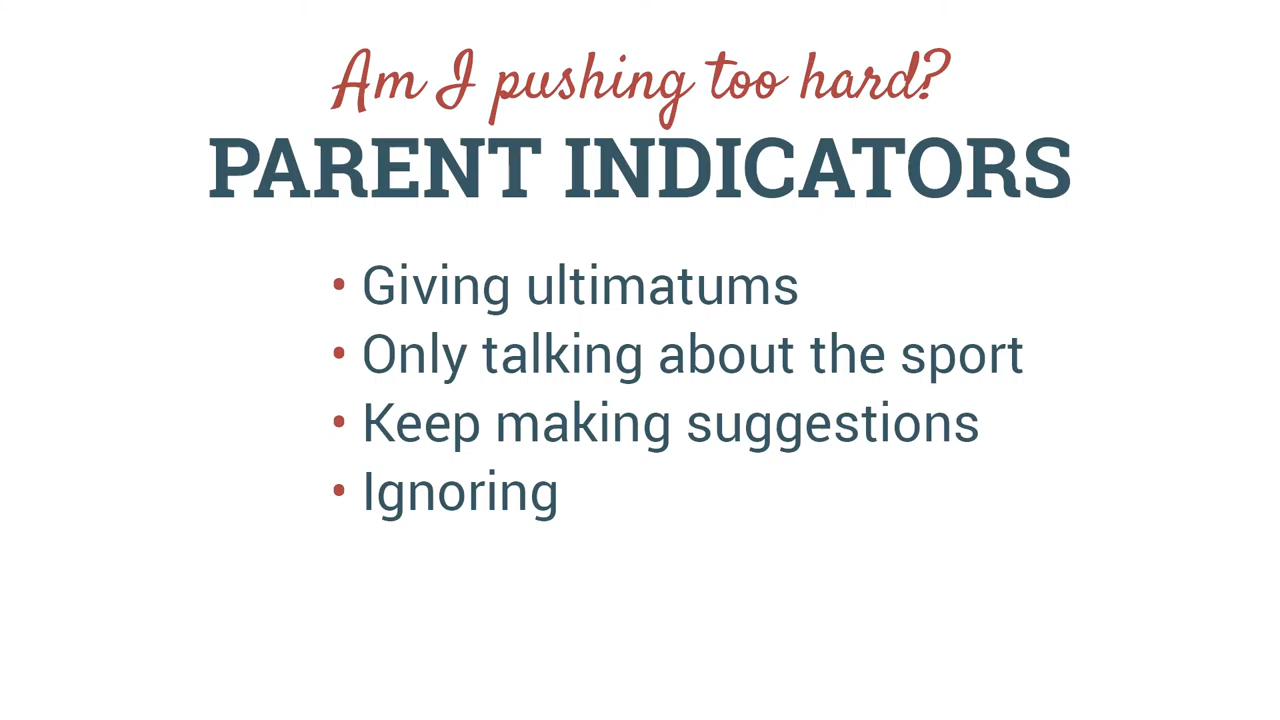 Am I pushing too hard?
PARENT INDICATORS
• Giving ultimatums
• Only talking about the sport
• Keep making suggestions
• Ignoring